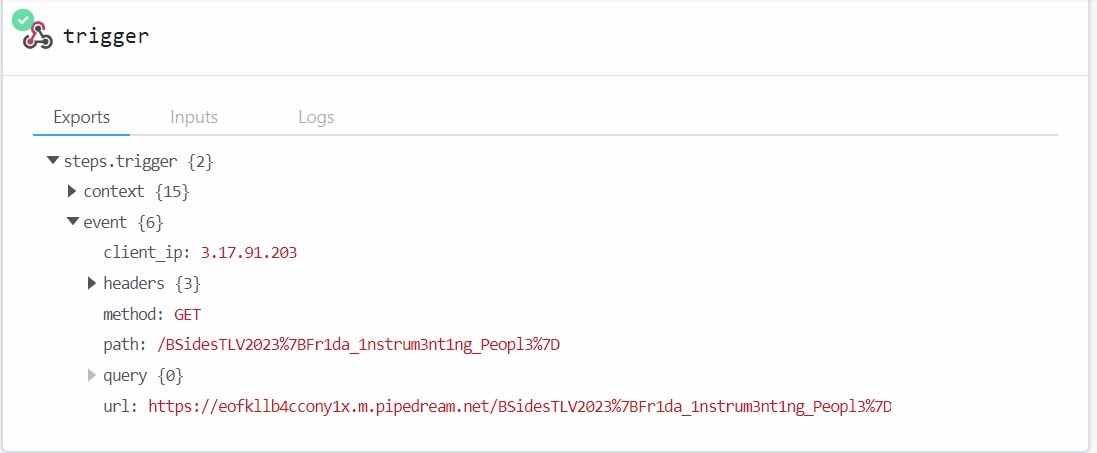 trigger
Exports Inputs Logs
steps.trigger {2}
context {15}
event {6}
client_ip: 3.17.91.203
headers {3}
method: GET
path: /BSidesTLV2023%7BFr1da_1nstrum3nt1ng_Peopl3%7D
query {0}
url: https://eofkllb4ccony1x.m.pipedream.net/BSidesTLV2023%7BFr1da_1nstrum3nt1ng_Peopl3%7D